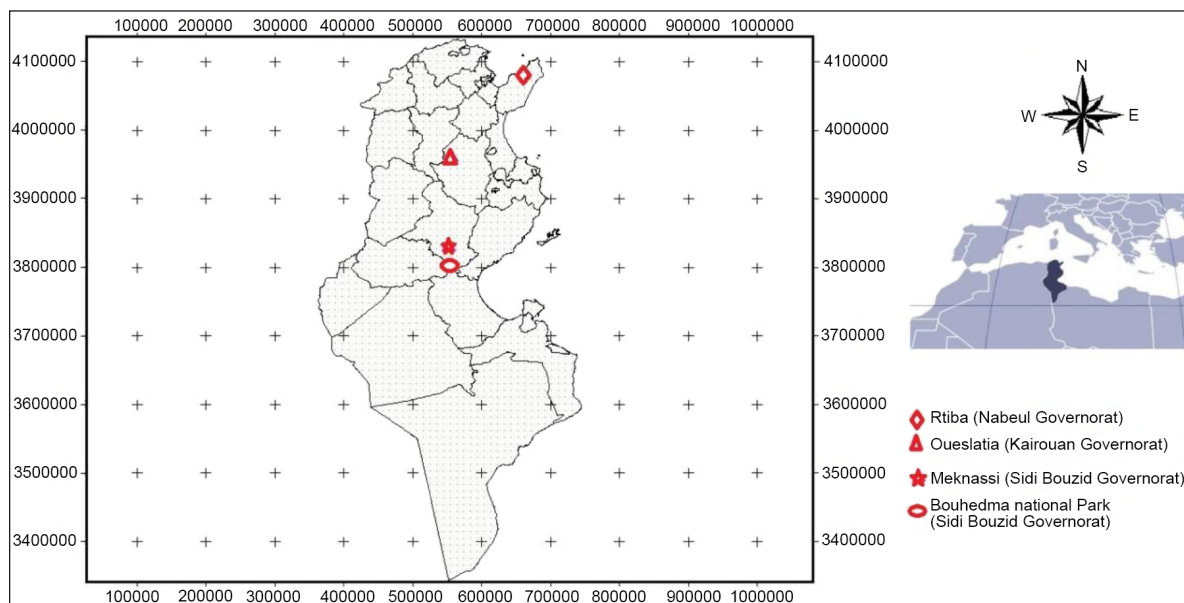 100000 200000 300000 400000 500000 600000 700000 800000 900000 1000000
4100000 4100000
4000000 4000000
3900000 3900000
3800000 3800000
3700000 3700000
3600000 3600000
3500000 3500000
3400000 3400000
100000 200000 300000 400000 500000 600000 700000 800000 900000 1000000
N
W E
S
Rtiba (Nabeul Governorat)
Oueslatia (Kairouan Governorat)
Meknassi (Sidi Bouzid Governorat)
Bouhedma national Park
(Sidi Bouzid Governorat)